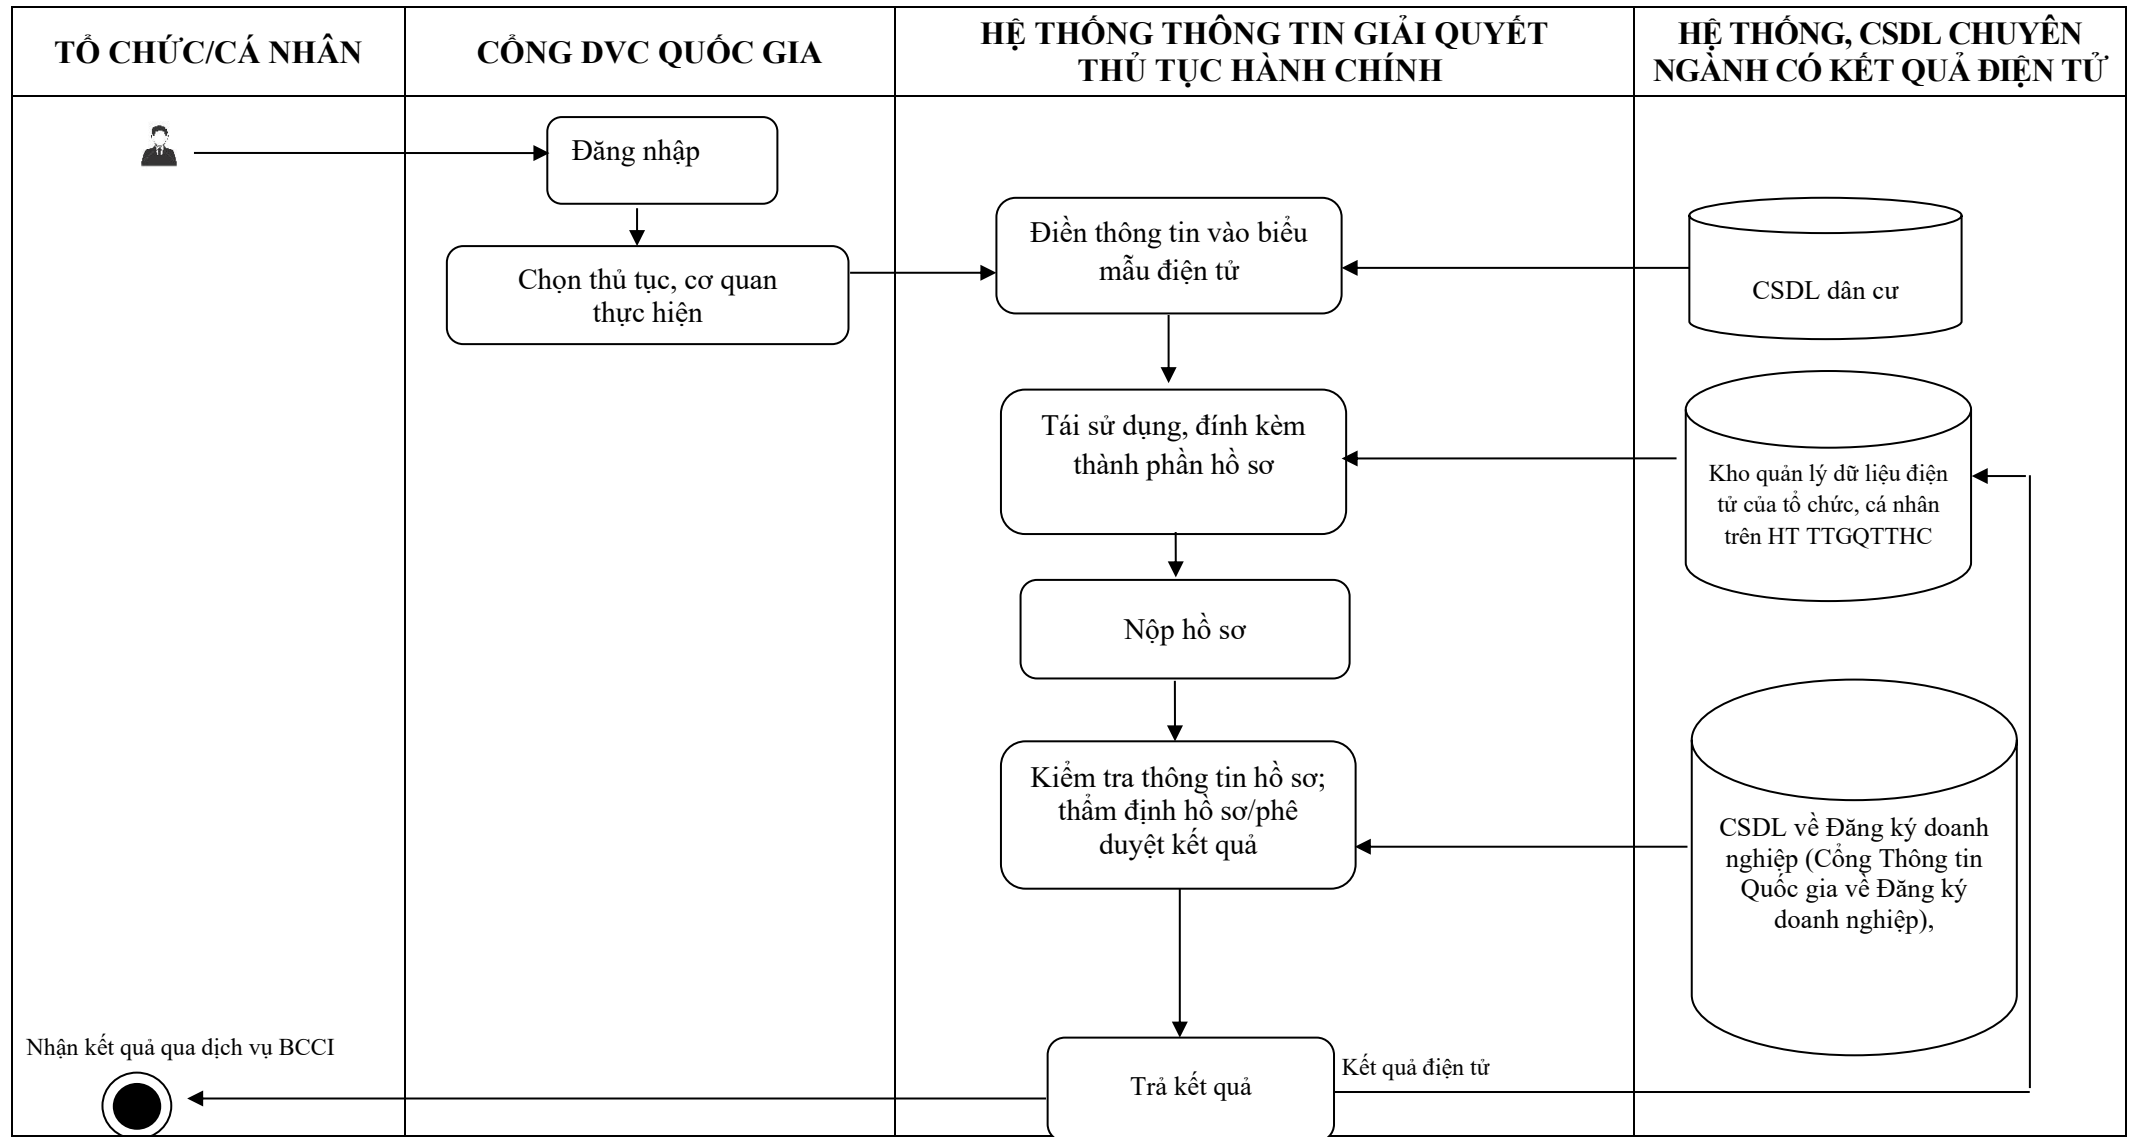 TỔ CHỨC/CÁ NHÂN
CỔNG DVC QUỐC GIA
HỆ THỐNG THÔNG TIN GIẢI QUYẾT
THỦ TỤC HÀNH CHÍNH
HỆ THỐNG, CSDL CHUYÊN
NGÀNH CÓ KẾT QUẢ ĐIỆN TỬ
Đăng nhập
Chọn thủ tục, cơ quan
thực hiện
Điền thông tin vào biểu
mẫu điện tử
CSDL dân cư
Tái sử dụng, đính kèm
thành phần hồ sơ
Kho quản lý dữ liệu điện
tử của tổ chức, cá nhân
trên HT TTGQTTHC
Nộp hồ sơ
Kiểm tra thông tin hồ sơ;
thẩm định hồ sơ/phê
duyệt kết quả
CSDL về Đăng ký doanh
nghiệp (Cổng Thông tin
Quốc gia về Đăng ký
doanh nghiệp),
Nhận kết quả qua dịch vụ BCCI
Trả kết quả
Kết quả điện tử